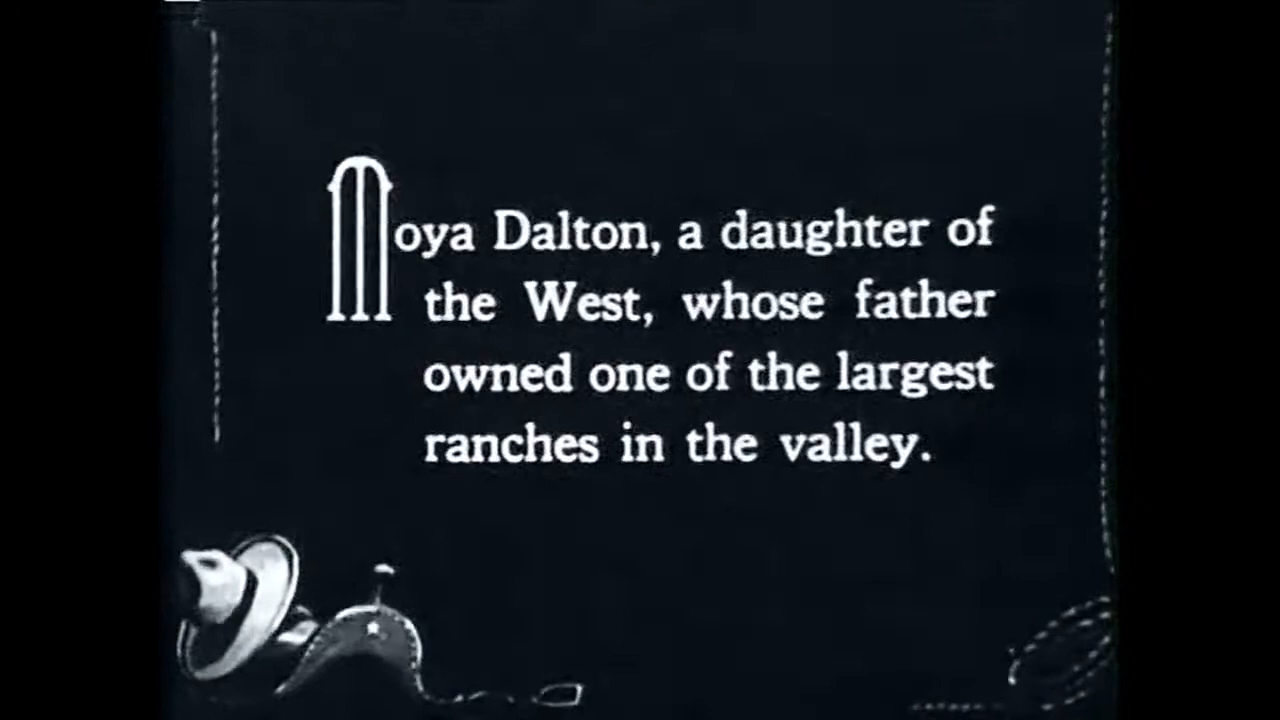 Moya Dalton, a daughter of
the West, whose father
owned one of the largest
ranches in the valley.